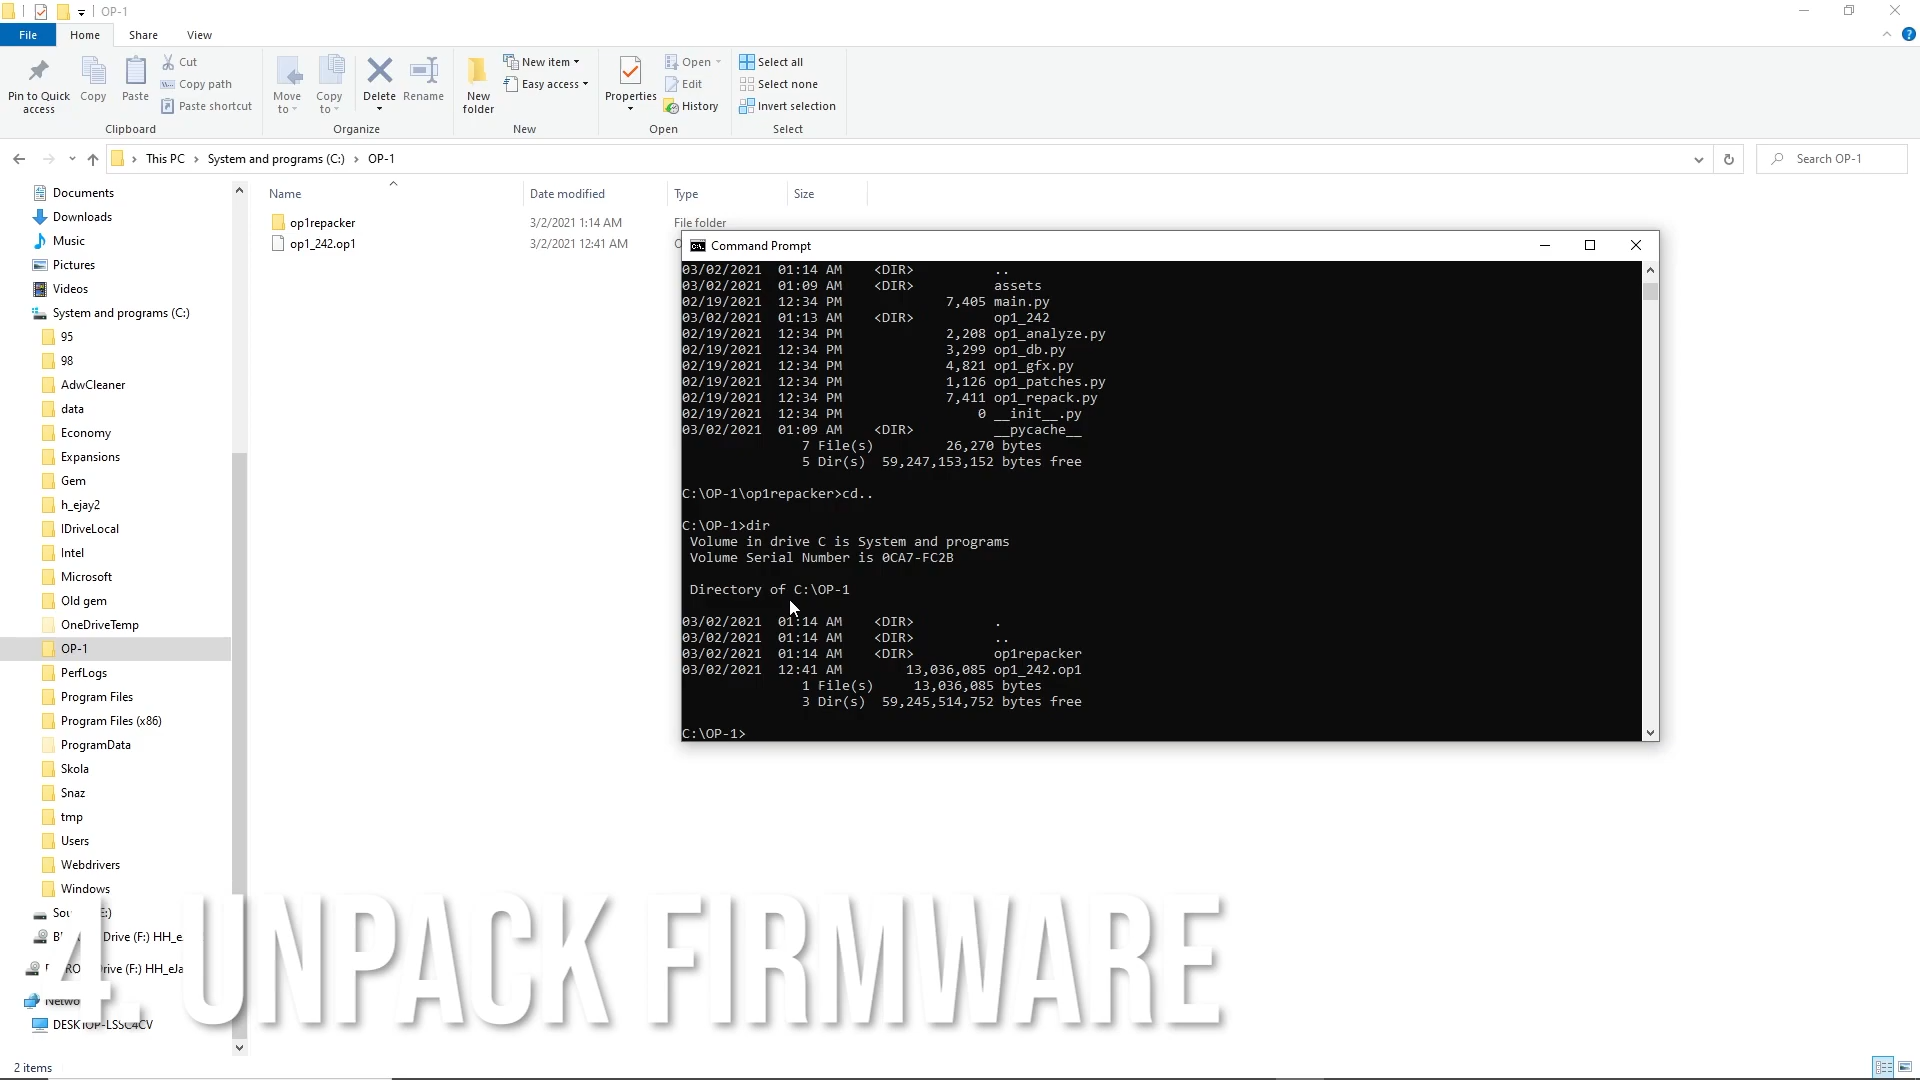 OP-1
File Home Share View
Pin to Quick access
Copy
Paste
Cut
Copy path
Paste shortcut
Clipboard
Move to
Copy to
Delete
Rename
Organize
New folder
New item
Easy access
New
Properties
Open
Edit
History
Open
Select all
Select none
Invert selection
Select
This PC > System and programs (C:) > OP-1
Search OP-1
Name Date modified Type Size
op1repacker 3/2/2021 1:14 AM File folder
op1_242.op1 3/2/2021 12:41 AM
Documents
Downloads
Music
Pictures
Videos
System and programs (C:)
95
98
AdwCleaner
data
Economy
Expansions
Gem
h_ejay2
IDriveLocal
Intel
Microsoft
Old gem
OneDriveTemp
OP-1
PerfLogs
Program Files
Program Files (x86)
ProgramData
Skola
Snaz
tmp
Users
Webdrivers
Windows
E:)
Drive (F:) HH_e
Drive (F:) HH_eJa
DESKTOP-LSSC4CV
2 items
Command Prompt
03/02/2021  01:14 AM    <DIR>          ..
03/02/2021  01:09 AM    <DIR>          assets
02/19/2021  12:34 PM             7,405 main.py
03/02/2021  01:13 AM    <DIR>          op1_242
02/19/2021  12:34 PM             2,208 op1_analyze.py
02/19/2021  12:34 PM             3,299 op1_db.py
02/19/2021  12:34 PM             4,821 op1_gfx.py
02/19/2021  12:34 PM             1,126 op1_patches.py
02/19/2021  12:34 PM             7,411 op1_repack.py
02/19/2021  12:34 PM                 0 __init__.py
03/02/2021  01:09 AM    <DIR>          __pycache__
7 File(s)         26,270 bytes
5 Dir(s)  59,247,153,152 bytes free
C:\OP-1\op1repacker>cd..
C:\OP-1>dir
Volume in drive C is System and programs
Volume Serial Number is 0CA7-FC2B
Directory of C:\OP-1
03/02/2021  01:14 AM    <DIR>          .
03/02/2021  01:14 AM    <DIR>          ..
03/02/2021  01:14 AM    <DIR>          op1repacker
03/02/2021  12:41 AM        13,036,085 op1_242.op1
1 File(s)     13,036,085 bytes
3 Dir(s)  59,245,514,752 bytes free
C:\OP-1>
4. UNPACK FIRMWARE